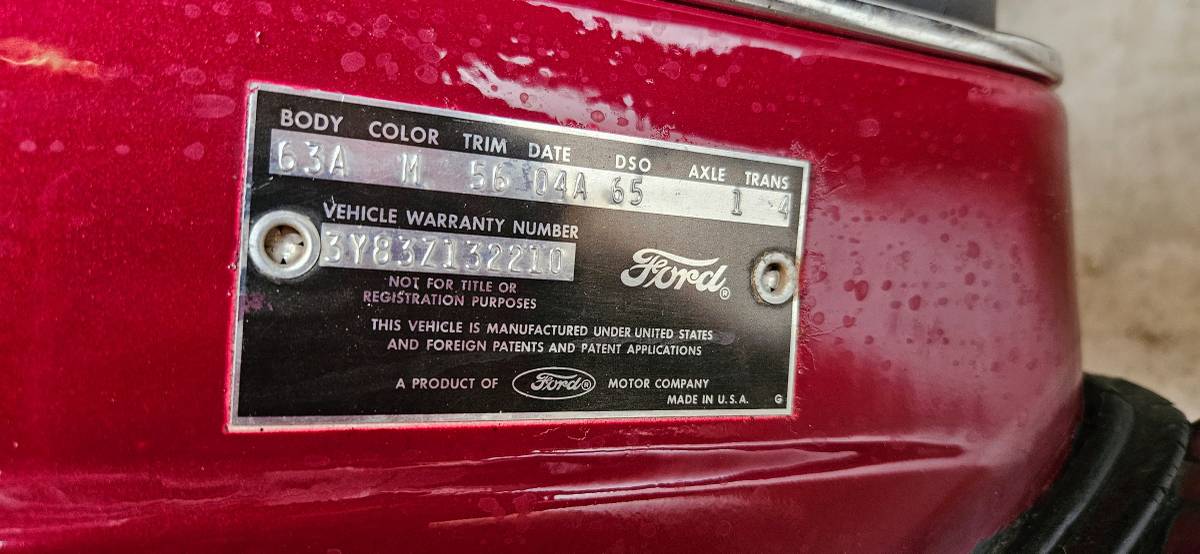 BODY COLOR TRIM DATE DSO AXLE TRANS
63A M 56 04A 65 1 4
VEHICLE WARRANTY NUMBER
3Y83Z132210
NOT FOR TITLE OR
REGISTRATION PURPOSES
Ford®
THIS VEHICLE IS MANUFACTURED UNDER UNITED STATES
AND FOREIGN PATENTS AND PATENT APPLICATIONS
A PRODUCT OF Ford® MOTOR COMPANY
MADE IN U.S.A. G